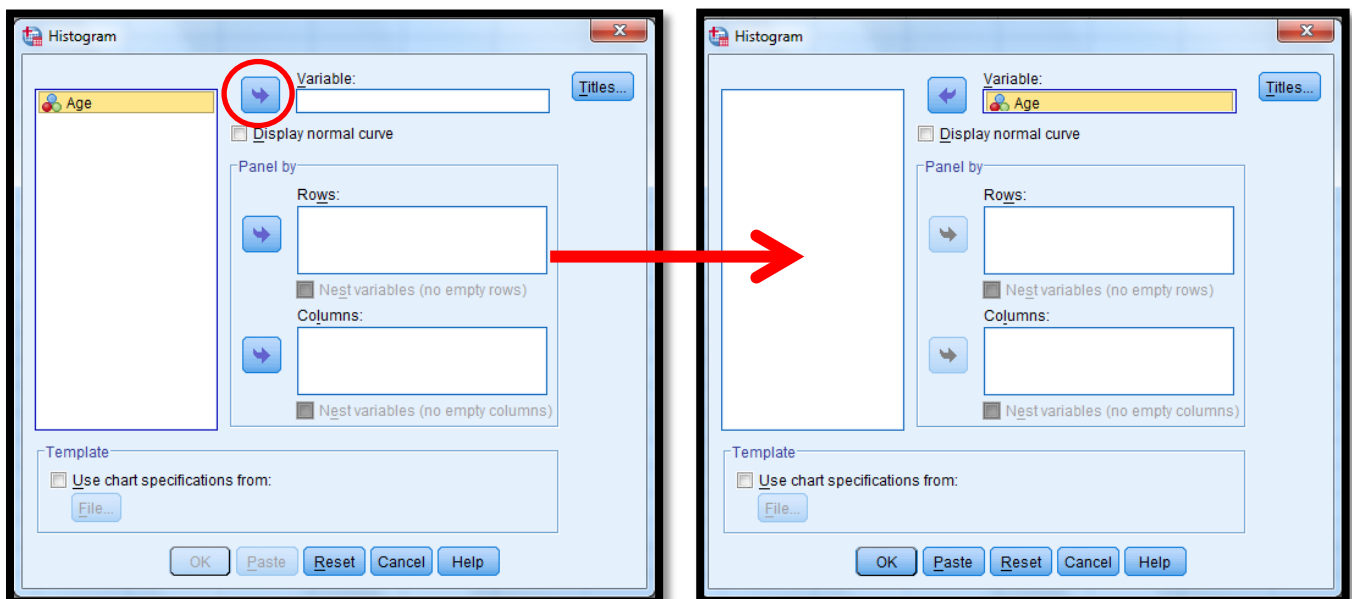 Histogram
Variable:
Titles...
Age
Display normal curve
Panel by
Rows:
Nest variables (no empty rows)
Columns:
Nest variables (no empty columns)
Template
Use chart specifications from:
File...
OK Paste Reset Cancel Help
Histogram
Variable:
Titles...
Age
Display normal curve
Panel by
Rows:
Nest variables (no empty rows)
Columns:
Nest variables (no empty columns)
Template
Use chart specifications from:
File...
OK Paste Reset Cancel Help